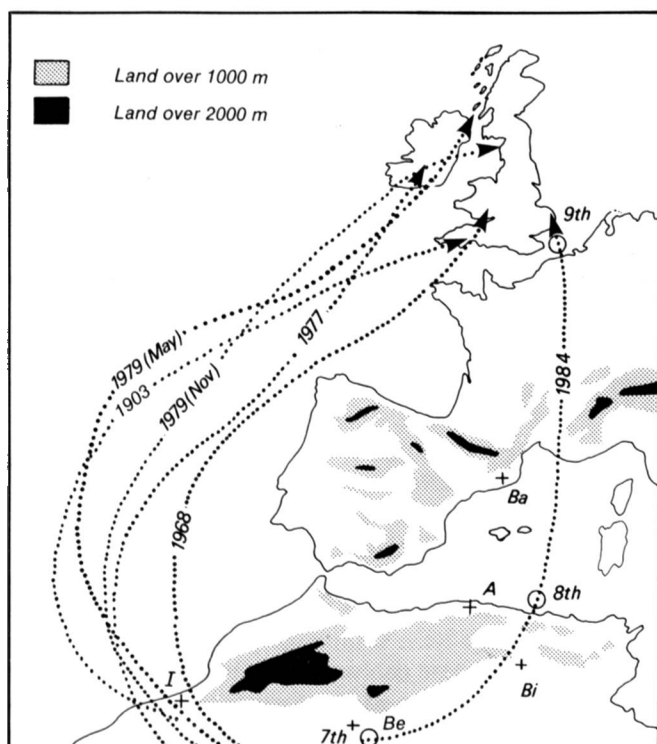 Land over 1000 m
Land over 2000 m
9th
1979 (May)
1903
1979 (Nov)
1977
1984
1968
Ba
A
8th
I
Bi
Be
7th